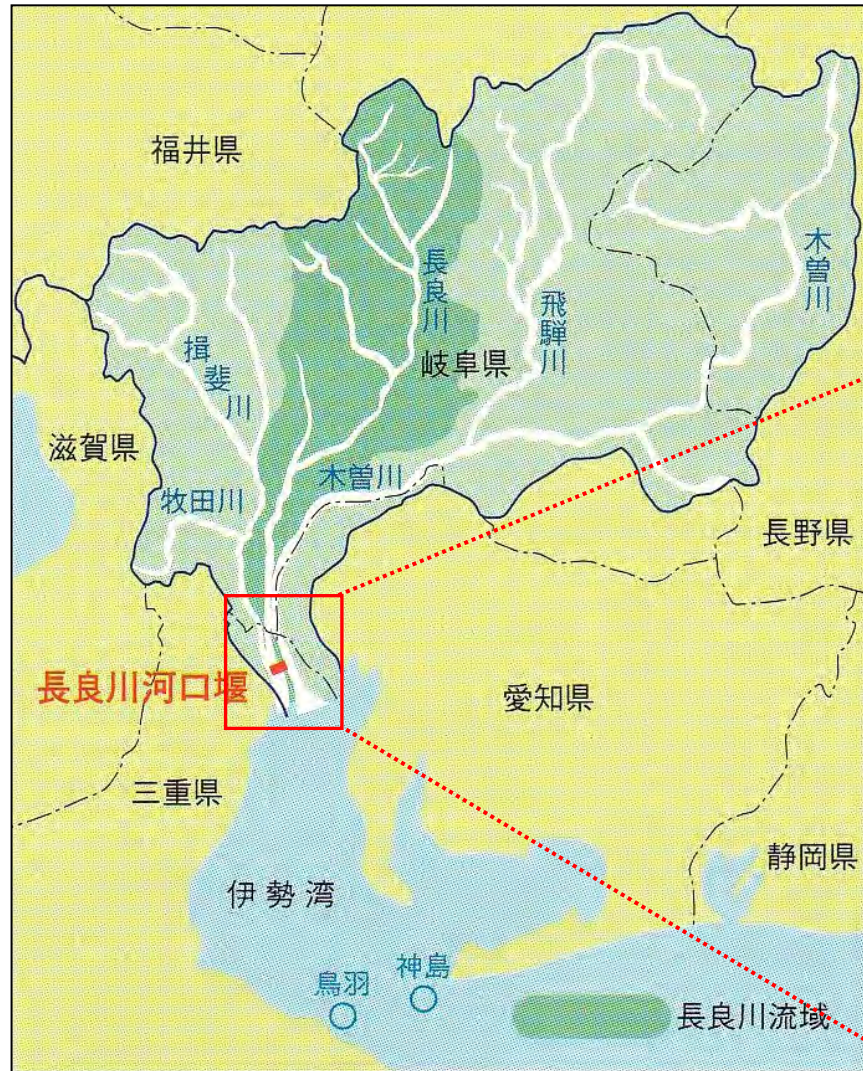 福井県
長良川
木曽川
飛騨川
揖斐川
岐阜県
滋賀県
木曽川
牧田川
長野県
長良川河口堰
愛知県
三重県
静岡県
伊勢湾
神島
鳥羽
長良川流域